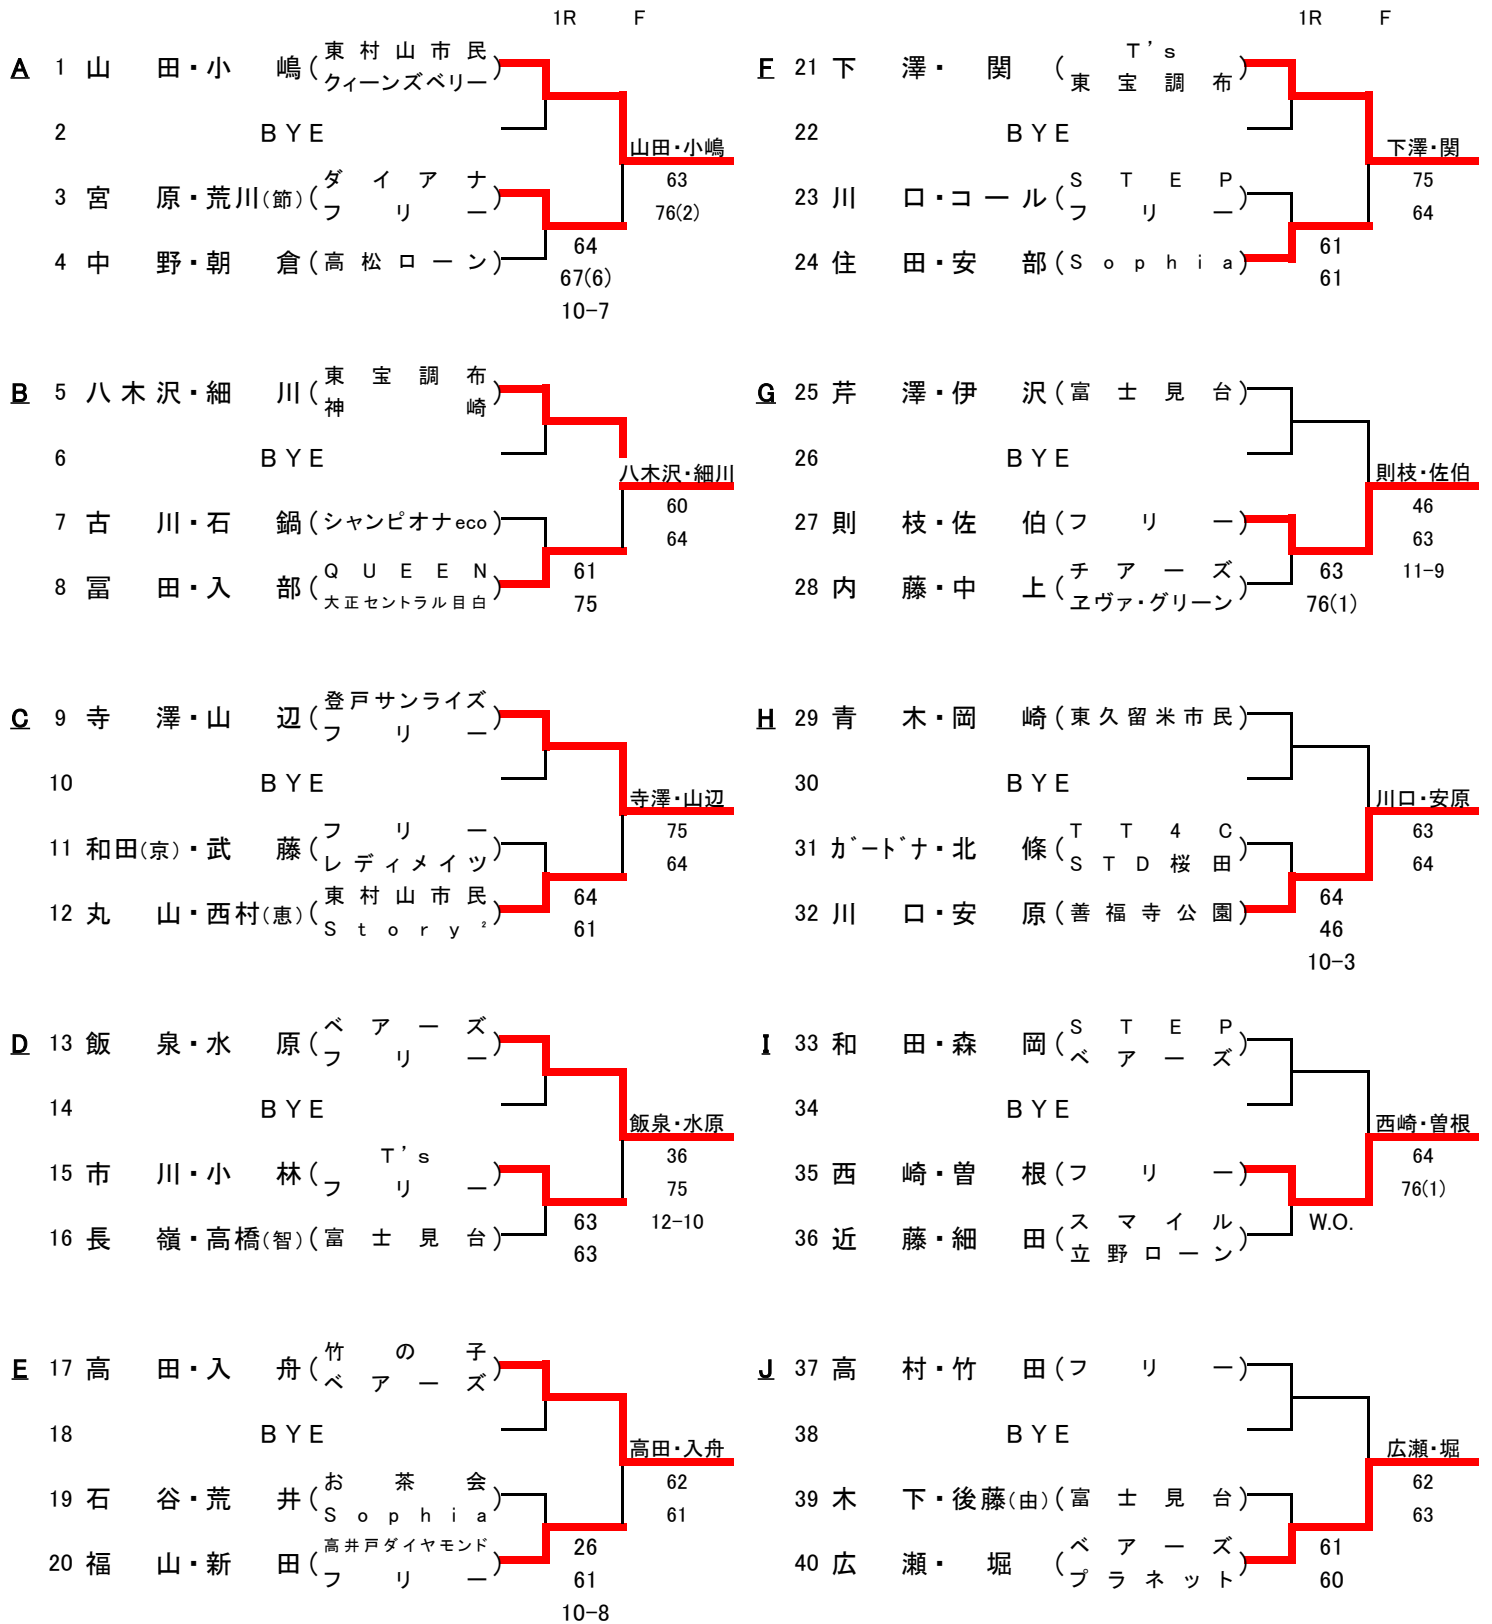 1R F
A 1 山田・小嶋(東村山市民 クィーンズベリー)
2 BYE
山田・小嶋
63
76(2)
3 宮原・荒川(節)(ダイアナ フリー)
4 中野・朝倉(高松ローン)
64
67(6)
10-7
B 5 八木沢・細川(東宝調布 神崎)
6 BYE
八木沢・細川
60
64
7 古川・石鍋(シャンピオナeco)
8 冨田・入部(QUEEN 大正セントラル目白)
61
75
C 9 寺澤・山辺(登戸サンライズ フリー)
10 BYE
寺澤・山辺
75
64
11 和田(京)・武藤(フリー レディメイツ)
12 丸山・西村(恵)(東村山市民 Story²)
64
61
D 13 飯泉・水原(ベアーズ フリー)
14 BYE
飯泉・水原
36
75
12-10
15 市川・小林(T's フリー)
16 長嶺・高橋(智)(富士見台)
63
63
E 17 高田・入舟(竹の子 ベアーズ)
18 BYE
高田・入舟
62
61
19 石谷・荒井(お茶会 Sophia)
20 福山・新田(高井戸ダイヤモンド フリー)
26
61
10-8
1R F
F 21 下澤・関(T's 東宝調布)
22 BYE
下澤・関
75
64
23 川口・コール(STEP フリー)
24 住田・安部(Sophia)
61
61
G 25 芹澤・伊沢(富士見台)
26 BYE
則枝・佐伯
46
63
11-9
27 則枝・佐伯(フリー)
28 内藤・中上(チアーズ ヱヴァ・グリーン)
63
76(1)
H 29 青木・岡崎(東久留米市民)
30 BYE
川口・安原
63
64
31 ガードナ・北條(TT4C STD桜田)
32 川口・安原(善福寺公園)
64
46
10-3
I 33 和田・森岡(STEP ベアーズ)
34 BYE
西崎・曽根
64
76(1)
35 西崎・曽根(フリー)
36 近藤・細田(スマイル 立野ローン)
W.O.
J 37 高村・竹田(フリー)
38 BYE
広瀬・堀
62
63
39 木下・後藤(由)(富士見台)
40 広瀬・堀(ベアーズ プラネット)
61
60